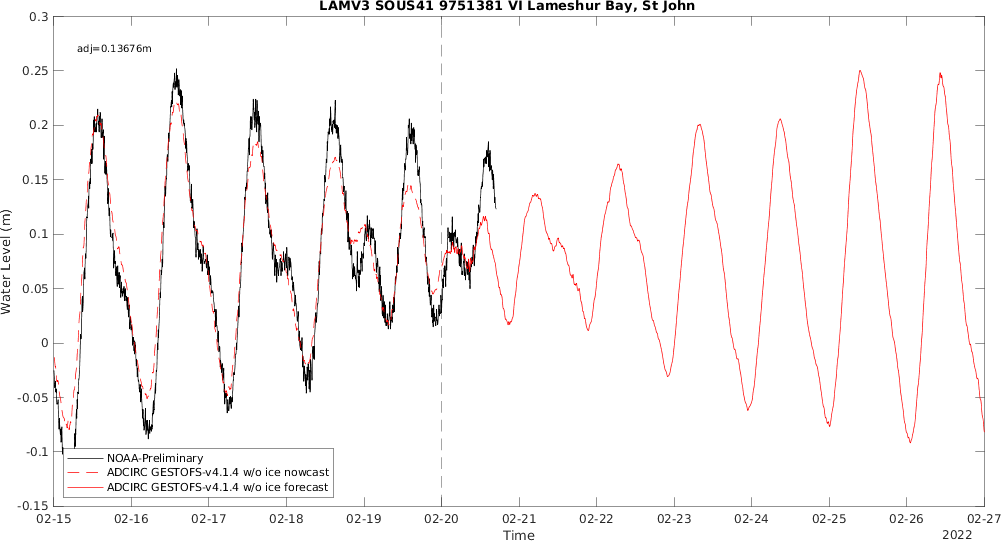 LAMV3 SOUS41 9751381 VI Lameshur Bay, St John
adj=0.13676m
0.3
0.25
0.2
0.15
0.1
0.05
0
-0.05
-0.1
-0.15
Water Level (m)
NOAA-Preliminary
ADCIRC GESTOFS-v4.1.4 w/o ice nowcast
ADCIRC GESTOFS-v4.1.4 w/o ice forecast
02-15 02-16 02-17 02-18 02-19 02-20 02-21 02-22 02-23 02-24 02-25 02-26 02-27
Time
2022